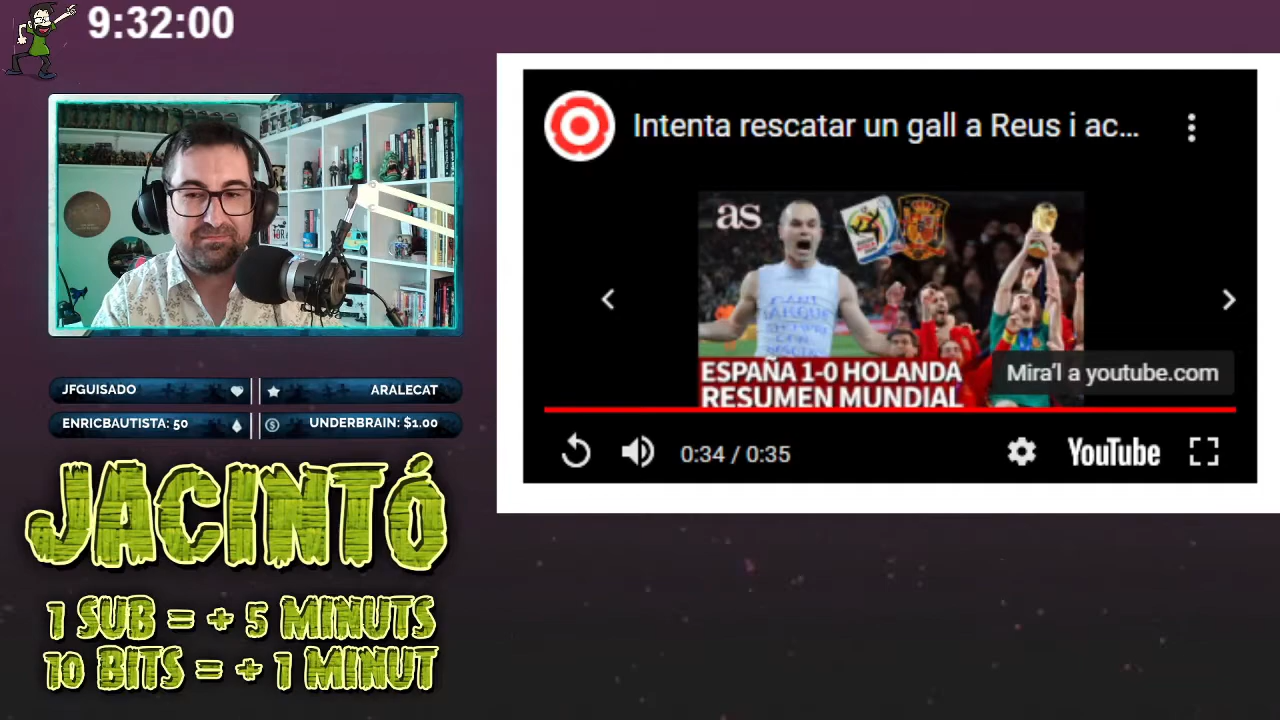 9:32:00
Intenta rescatar un gall a Reus i ac...
as
ESPAÑA 1-0 HOLANDA
RESUMEN MUNDIAL
Mira'l a youtube.com
0:34 / 0:35
YouTube
JFGUISADO
ARALECAT
ENRICBAUTISTA: 50
UNDERBRAIN: $1.00
JACINTÓ
1 SUB = + 5 MINUTS
10 BITS = + 1 MINUT